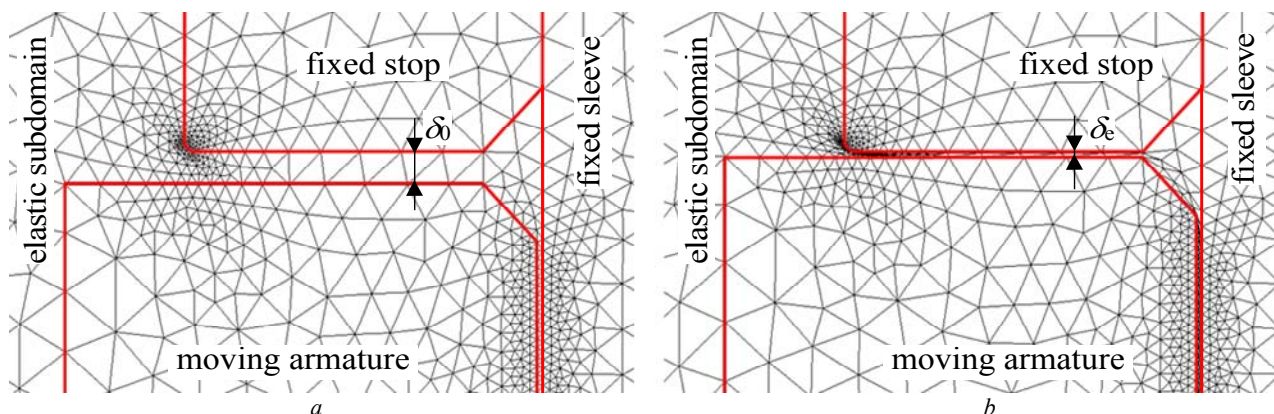 elastic subdomain
fixed stop
δ₀
fixed sleeve
moving armature
a
elastic subdomain
fixed stop
δₑ
fixed sleeve
moving armature
b